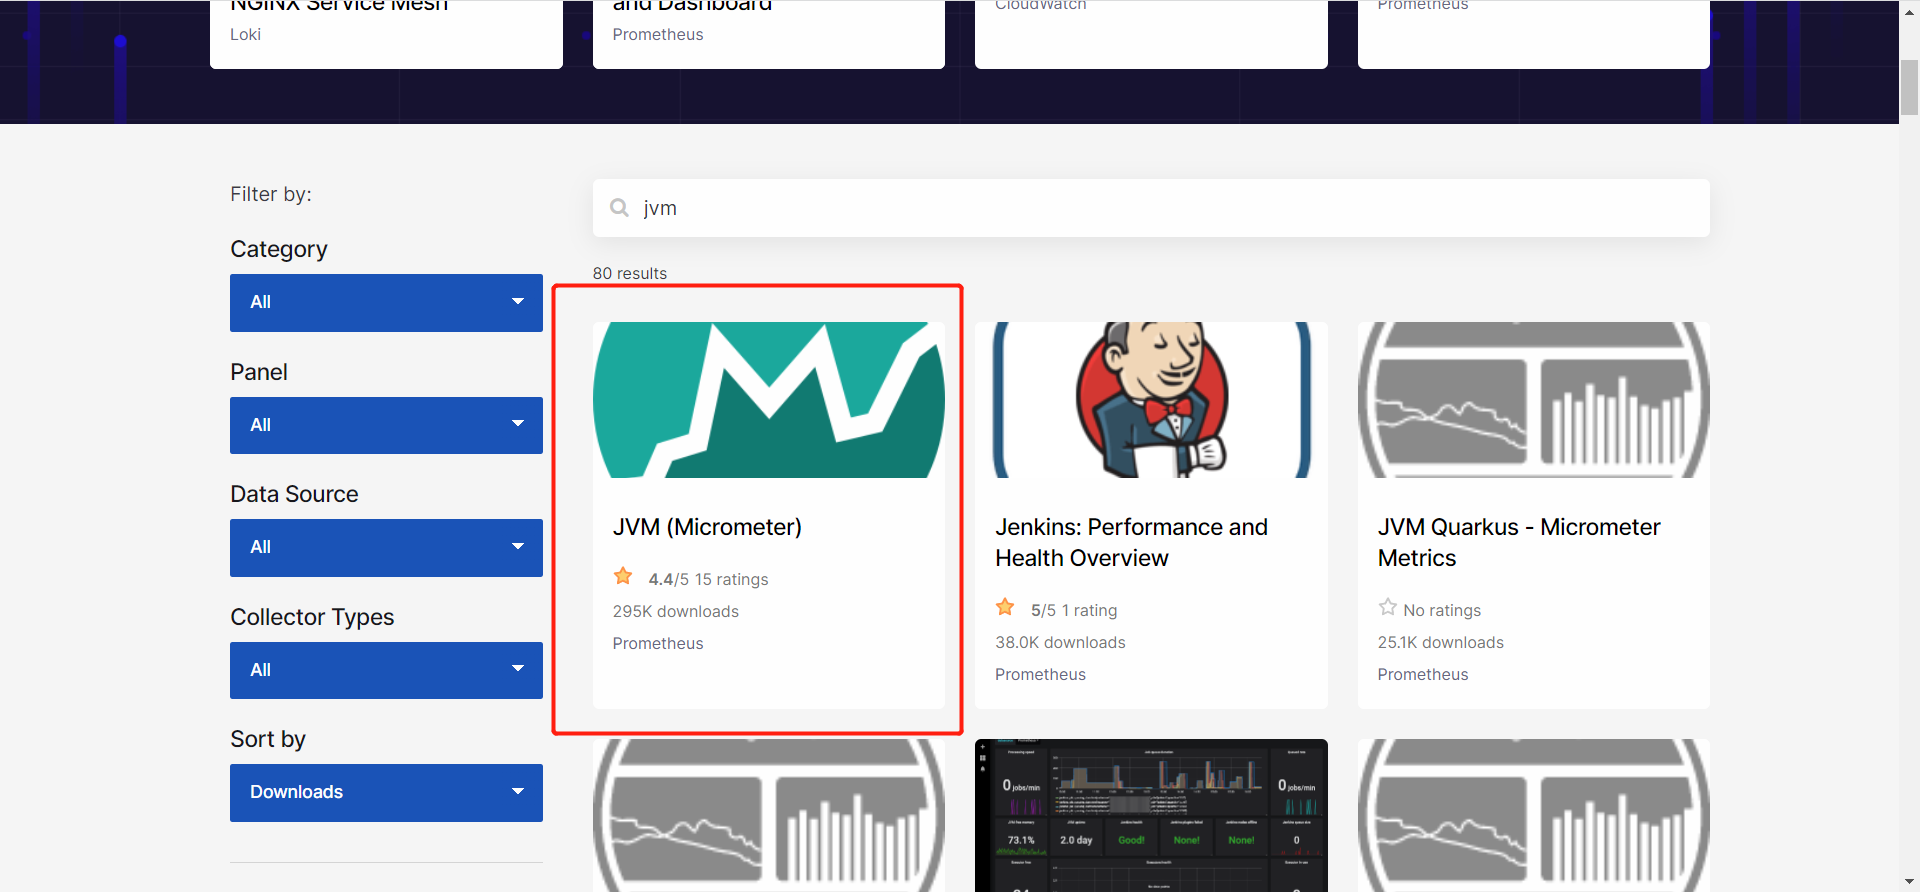 NGINX Service Mesh
Loki
and Dashboard
Prometheus
CloudWatch
Prometheus
Filter by:
Category
All
Panel
All
Data Source
All
Collector Types
All
Sort by
Downloads
jvm
80 results
JVM (Micrometer)
4.4/5 15 ratings
295K downloads
Prometheus
Jenkins: Performance and
Health Overview
5/5 1 rating
38.0K downloads
Prometheus
JVM Quarkus - Micrometer
Metrics
No ratings
25.1K downloads
Prometheus
0 jobs/min
0 jobs/min
73.1%
2.0 day
Good!
None!
None!
0